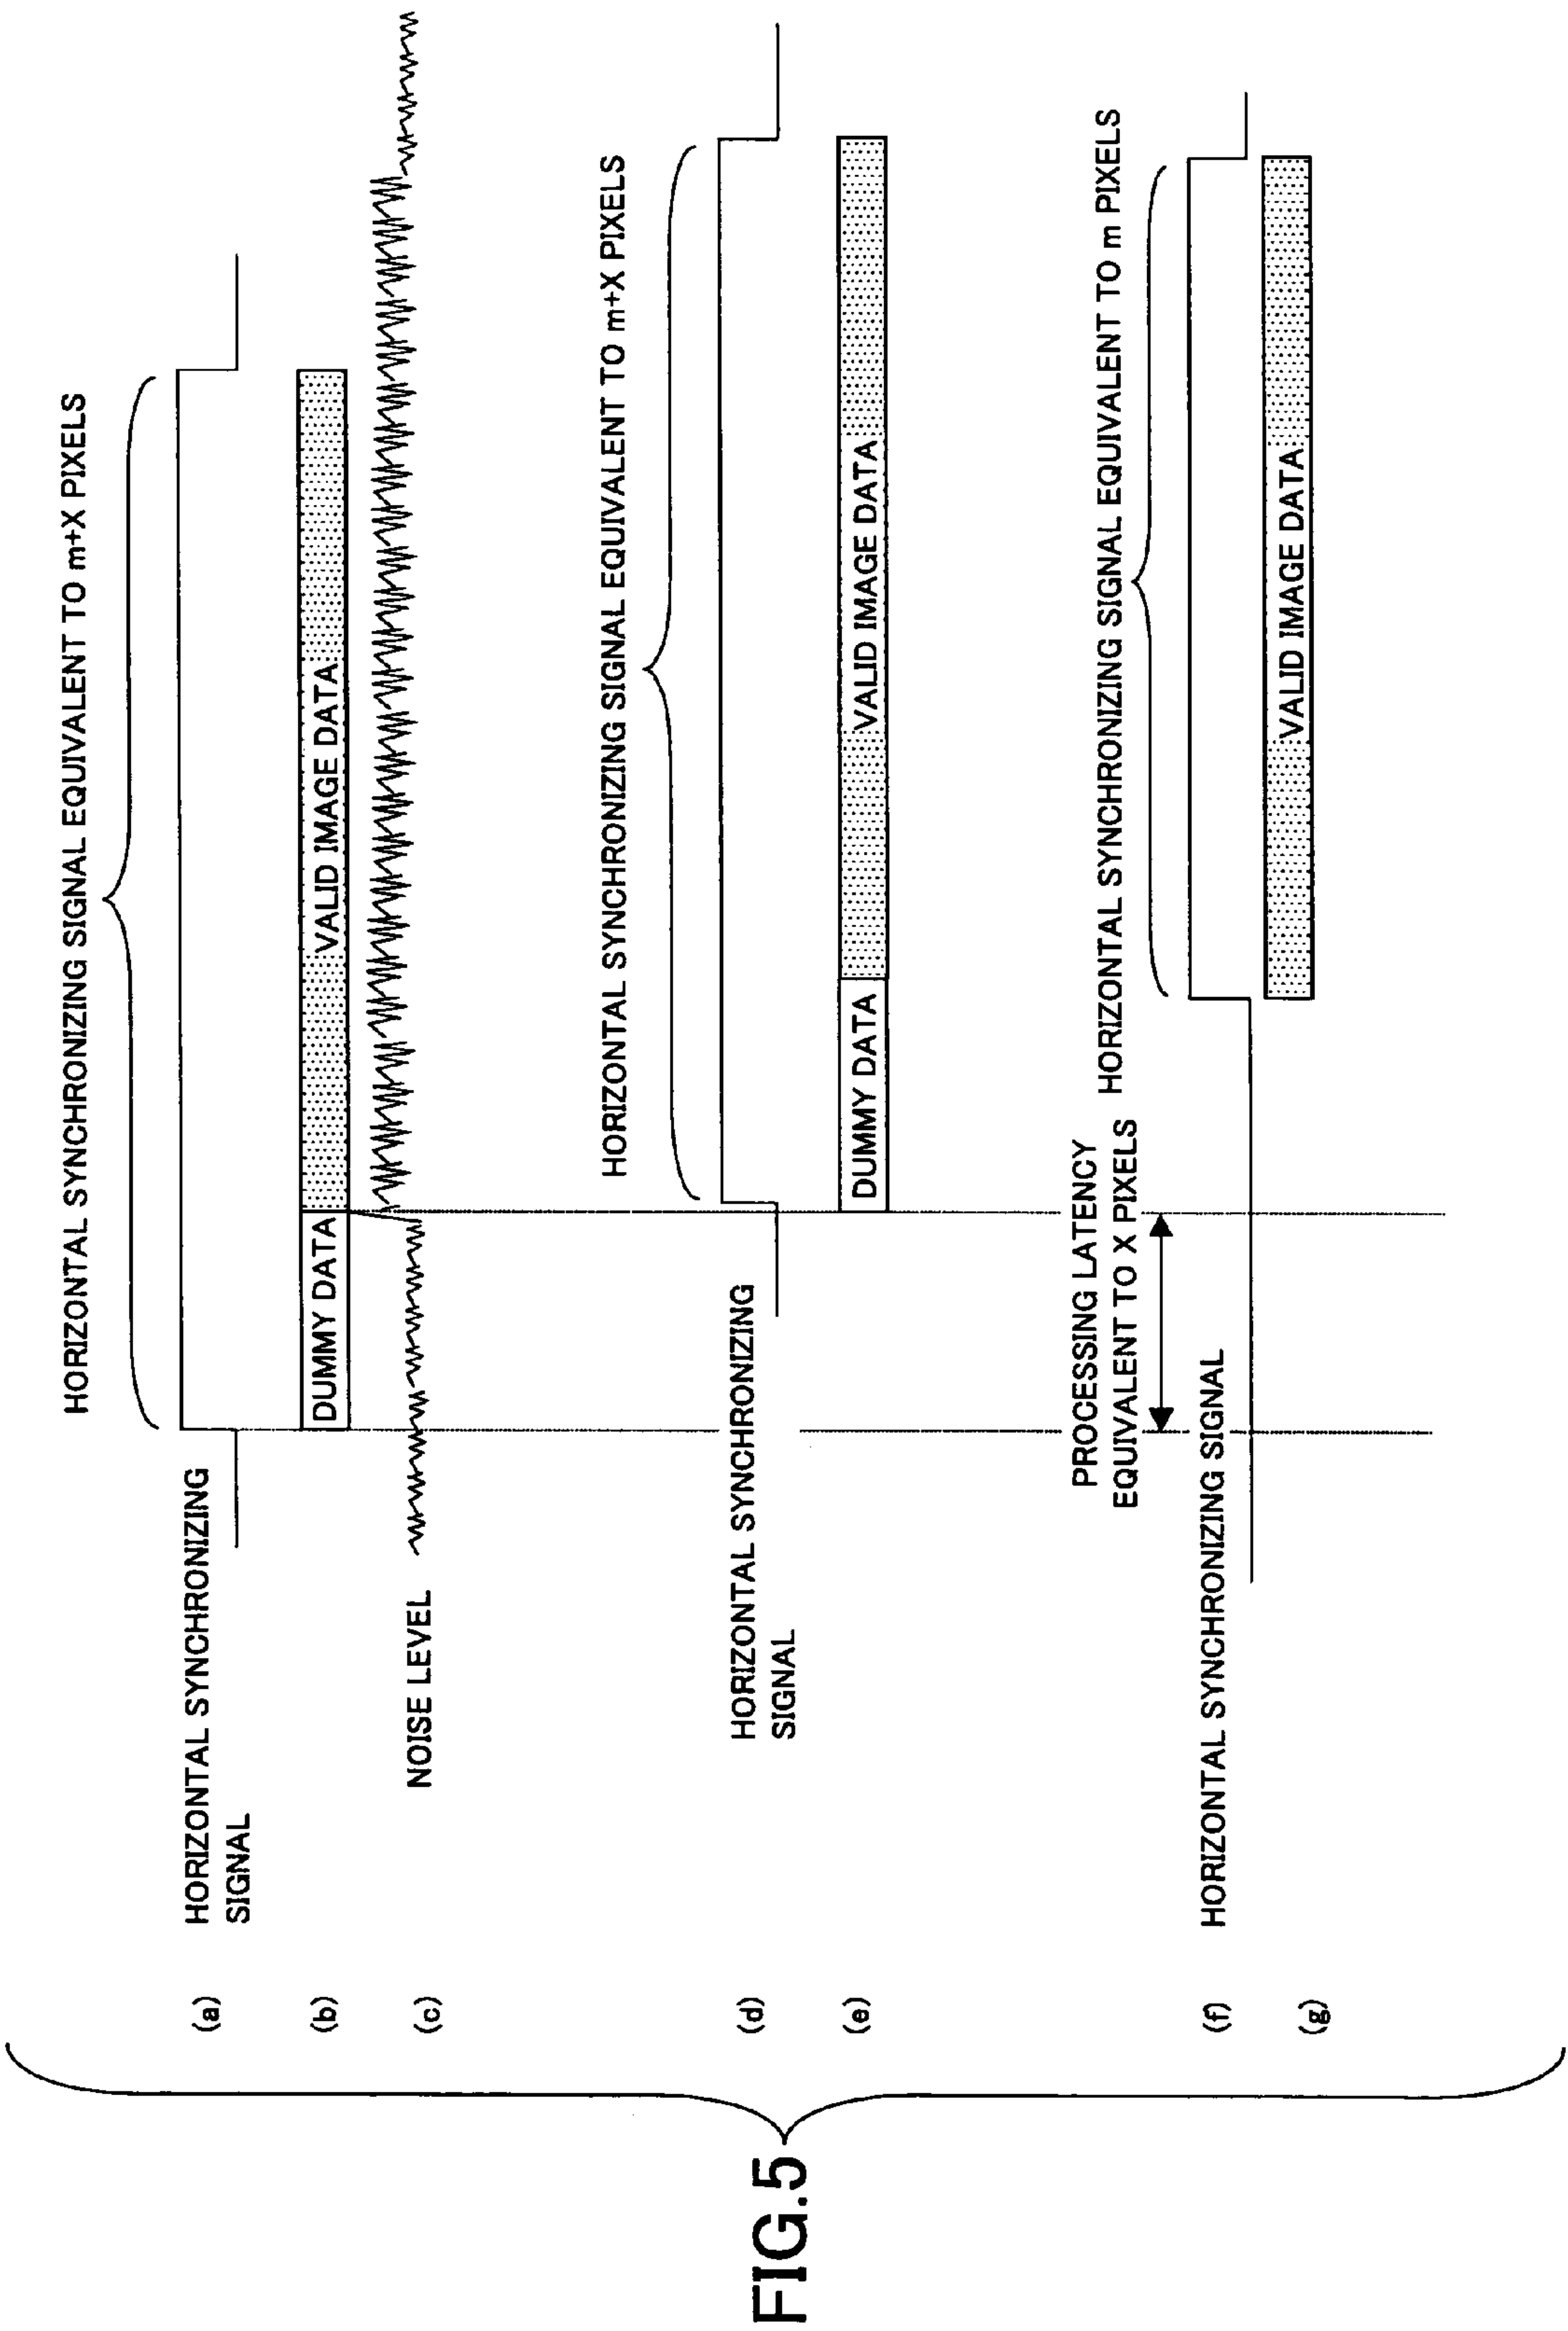 FIG.5
(a)
HORIZONTAL SYNCHRONIZING
SIGNAL
HORIZONTAL SYNCHRONIZING SIGNAL EQUIVALENT TO m+X PIXELS
(b)
DUMMY DATA
VALID IMAGE DATA
(c)
NOISE LEVEL
(d)
HORIZONTAL SYNCHRONIZING
SIGNAL
HORIZONTAL SYNCHRONIZING SIGNAL EQUIVALENT TO m+X PIXELS
(e)
DUMMY DATA
VALID IMAGE DATA
PROCESSING LATENCY
EQUIVALENT TO X PIXELS
HORIZONTAL SYNCHRONIZING SIGNAL EQUIVALENT TO m PIXELS
(f)
HORIZONTAL SYNCHRONIZING SIGNAL
(g)
VALID IMAGE DATA